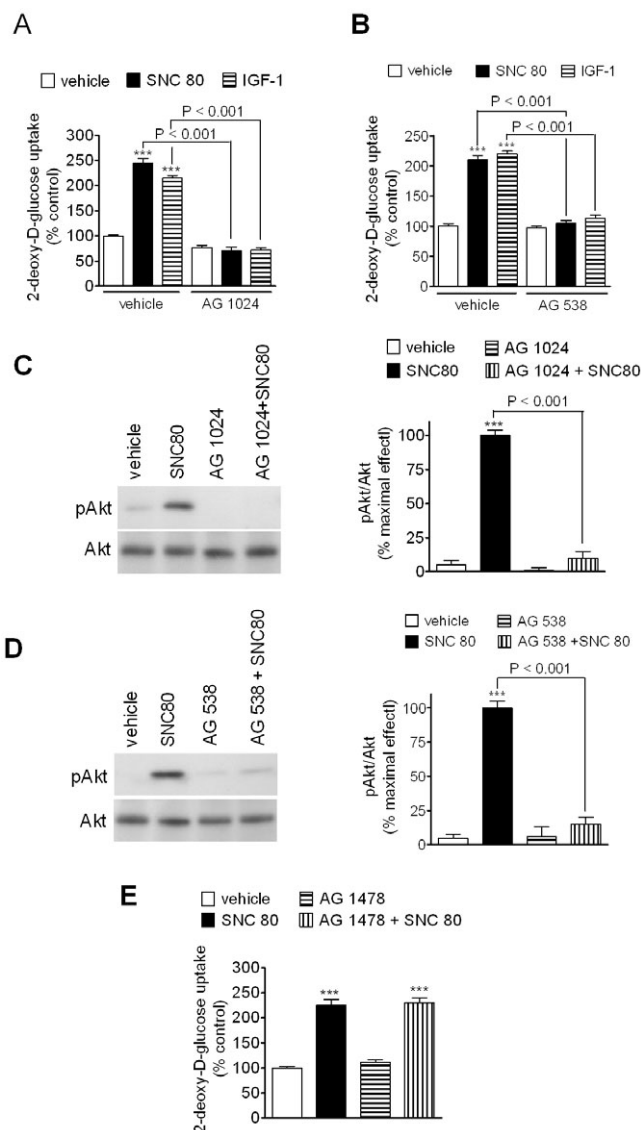 A
vehicle SNC 80 IGF-1
P < 0.001
P < 0.001
2-deoxy-D-glucose uptake
(% control)
300
250
200
150
100
50
0
***
***
vehicle AG 1024
B
vehicle SNC 80 IGF-1
P < 0.001
P < 0.001
2-deoxy-D-glucose uptake
(% control)
300
250
200
150
100
50
0
***
***
vehicle AG 538
C
vehicle
SNC80
AG 1024
AG 1024+SNC80
pAkt
Akt
vehicle AG 1024
SNC80 AG 1024 + SNC80
P < 0.001
pAkt/Akt
(% maximal effectl)
100
75
50
25
0
***
D
vehicle
SNC80
AG 538
AG 538 + SNC80
pAkt
Akt
vehicle AG 538
SNC 80 AG 538 +SNC 80
P < 0.001
pAkt/Akt
(% maximal effectl)
100
75
50
25
0
***
E
vehicle AG 1478
SNC 80 AG 1478 + SNC 80
2-deoxy-D-glucose uptake
(% control)
300
250
200
150
100
50
0
***
***